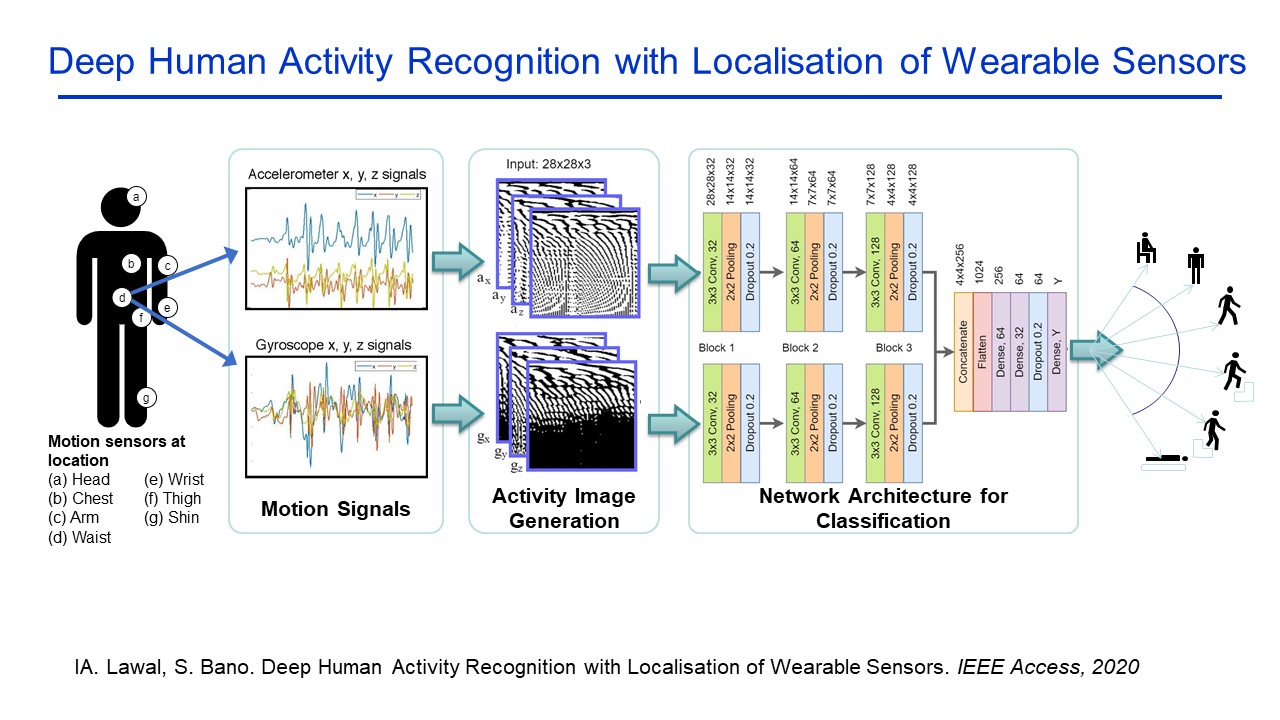 Deep Human Activity Recognition with Localisation of Wearable Sensors
a
b
c
d
e
f
g
Motion sensors at
location
(a) Head
(b) Chest
(c) Arm
(d) Waist
(e) Wrist
(f) Thigh
(g) Shin
Accelerometer x, y, z signals
x y z
Gyroscope x, y, z signals
x y z
Motion Signals
Input: 28x28x3
ax
ay
az
gx
gy
gz
Activity Image
Generation
28x28x32
14x14x32
14x14x32
14x14x64
7x7x64
7x7x64
7x7x128
4x4x128
4x4x128
3x3 Conv, 32
2x2 Pooling
Dropout 0.2
3x3 Conv, 64
2x2 Pooling
Dropout 0.2
3x3 Conv, 128
2x2 Pooling
Dropout 0.2
Block 1
Block 2
Block 3
3x3 Conv, 32
2x2 Pooling
Dropout 0.2
3x3 Conv, 64
2x2 Pooling
Dropout 0.2
3x3 Conv, 128
2x2 Pooling
Dropout 0.2
4x4x256
1024
256
64
64
Y
Concatenate
Flatten
Dense, 64
Dense, 32
Dropout 0.2
Dense, Y
Network Architecture for
Classification
IA. Lawal, S. Bano. Deep Human Activity Recognition with Localisation of Wearable Sensors. IEEE Access, 2020